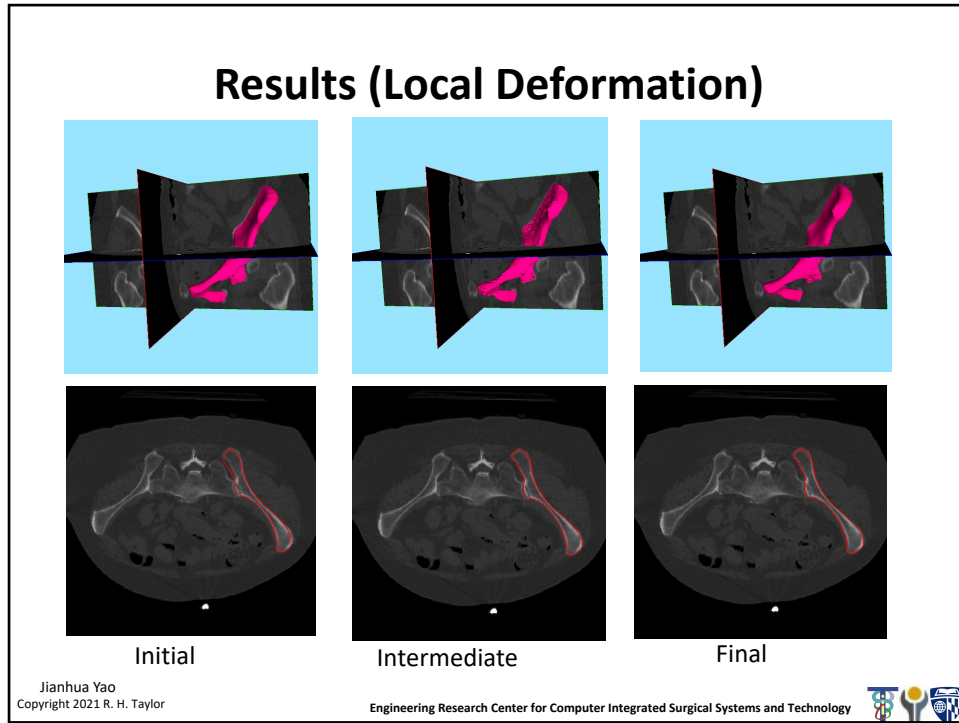 Results (Local Deformation)
Initial
Intermediate
Final
Jianhua Yao
Copyright 2021 R. H. Taylor
Engineering Research Center for Computer Integrated Surgical Systems and Technology